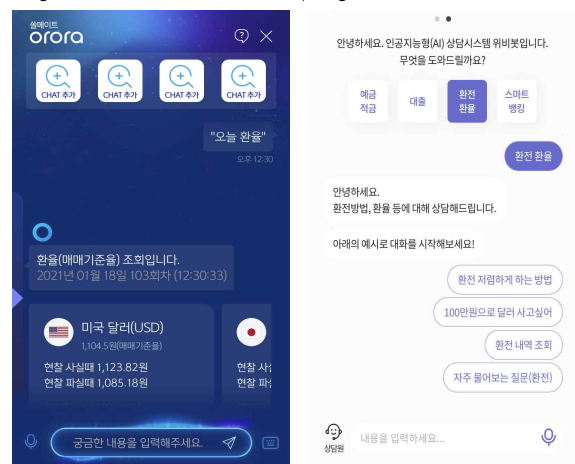 쏠메이트
orora
CHAT 추가
CHAT 추가
CHAT 추가
CHAT 추가
"오늘 환율"
오후 12:30
환율(매매기준율) 조회입니다.
2021년 01월 18일 103회차 (12:30:33)
미국 달러(USD)
1,104.5원(매매기준율)
현찰 사실때 1,123.82원
현찰 파실때 1,085.18원
현찰 사
현찰 파
궁금한 내용을 입력해주세요.
안녕하세요. 인공지능형(AI) 상담시스템 위비봇입니다.
무엇을 도와드릴까요?
예금
적금
대출
환전
환율
스마트
뱅킹
환전 환율
안녕하세요.
환전방법, 환율 등에 대해 상담해드립니다.
아래의 예시로 대화를 시작해보세요!
환전 저렴하게 하는 방법
100만원으로 달러 사고싶어
환전 내역 조회
자주 물어보는 질문(환전)
상담원
내용을 입력하세요...